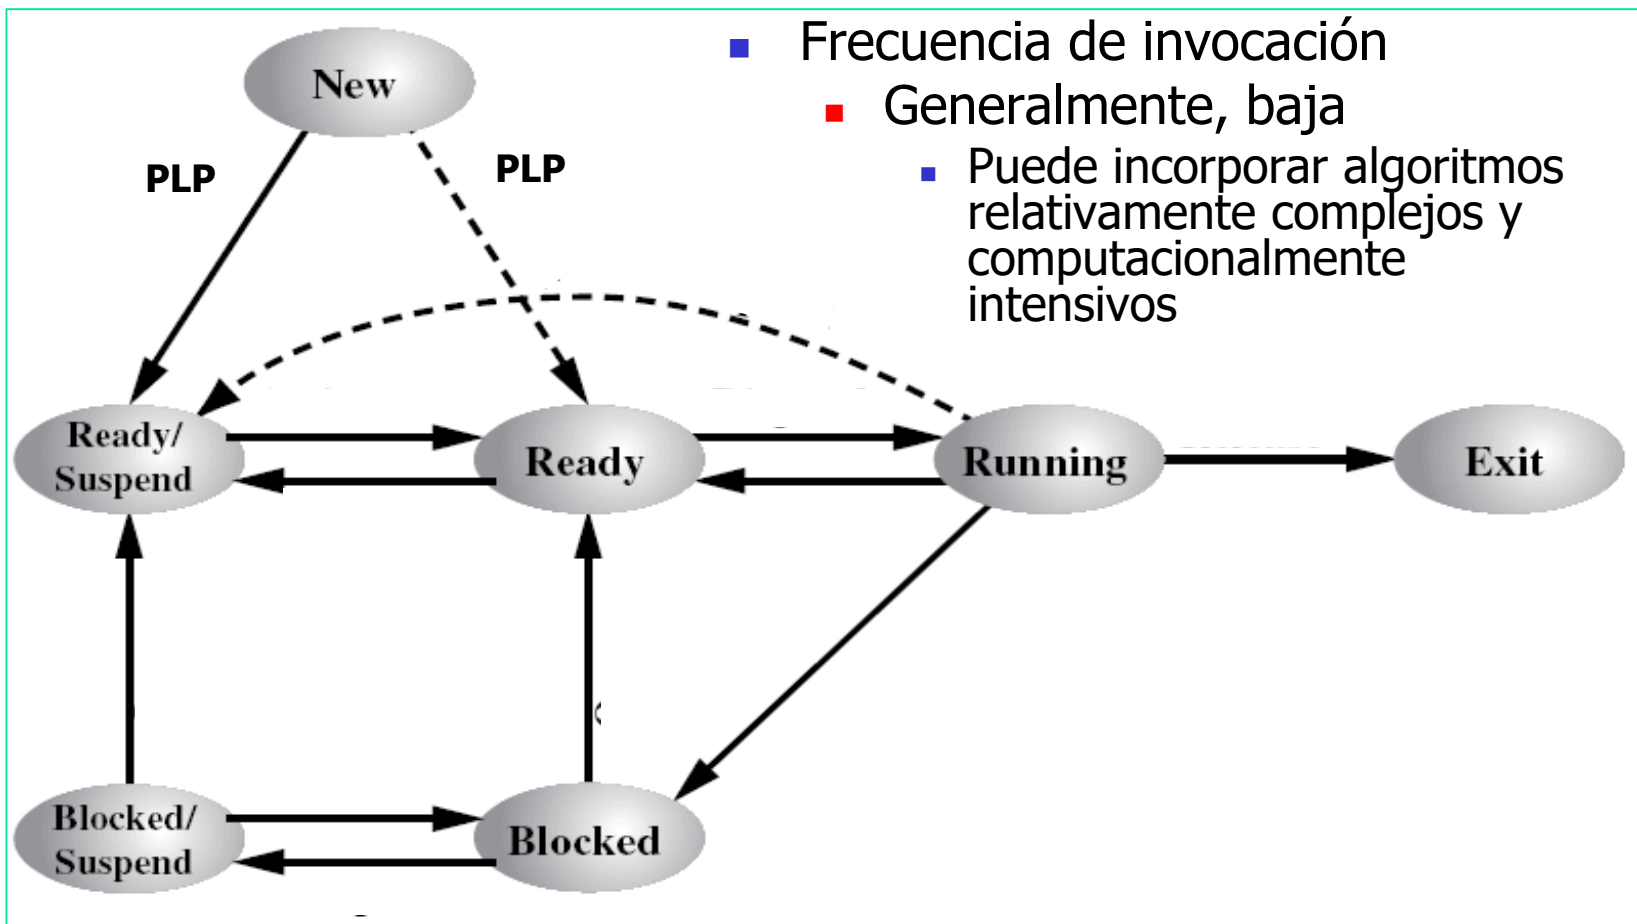 Frecuencia de invocación
Generalmente, baja
Puede incorporar algoritmos
relativamente complejos y
computacionalmente
intensivos
New
PLP
PLP
Ready/
Suspend
Ready
Running
Exit
Blocked/
Suspend
Blocked